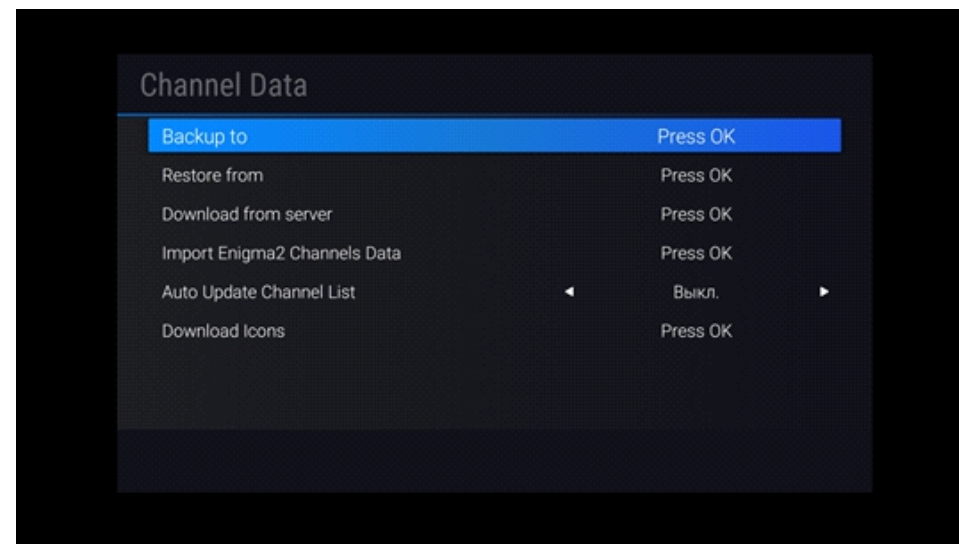 Channel Data
Backup to Press OK
Restore from Press OK
Download from server Press OK
Import Enigma2 Channels Data Press OK
Auto Update Channel List Выкл.
Download Icons Press OK